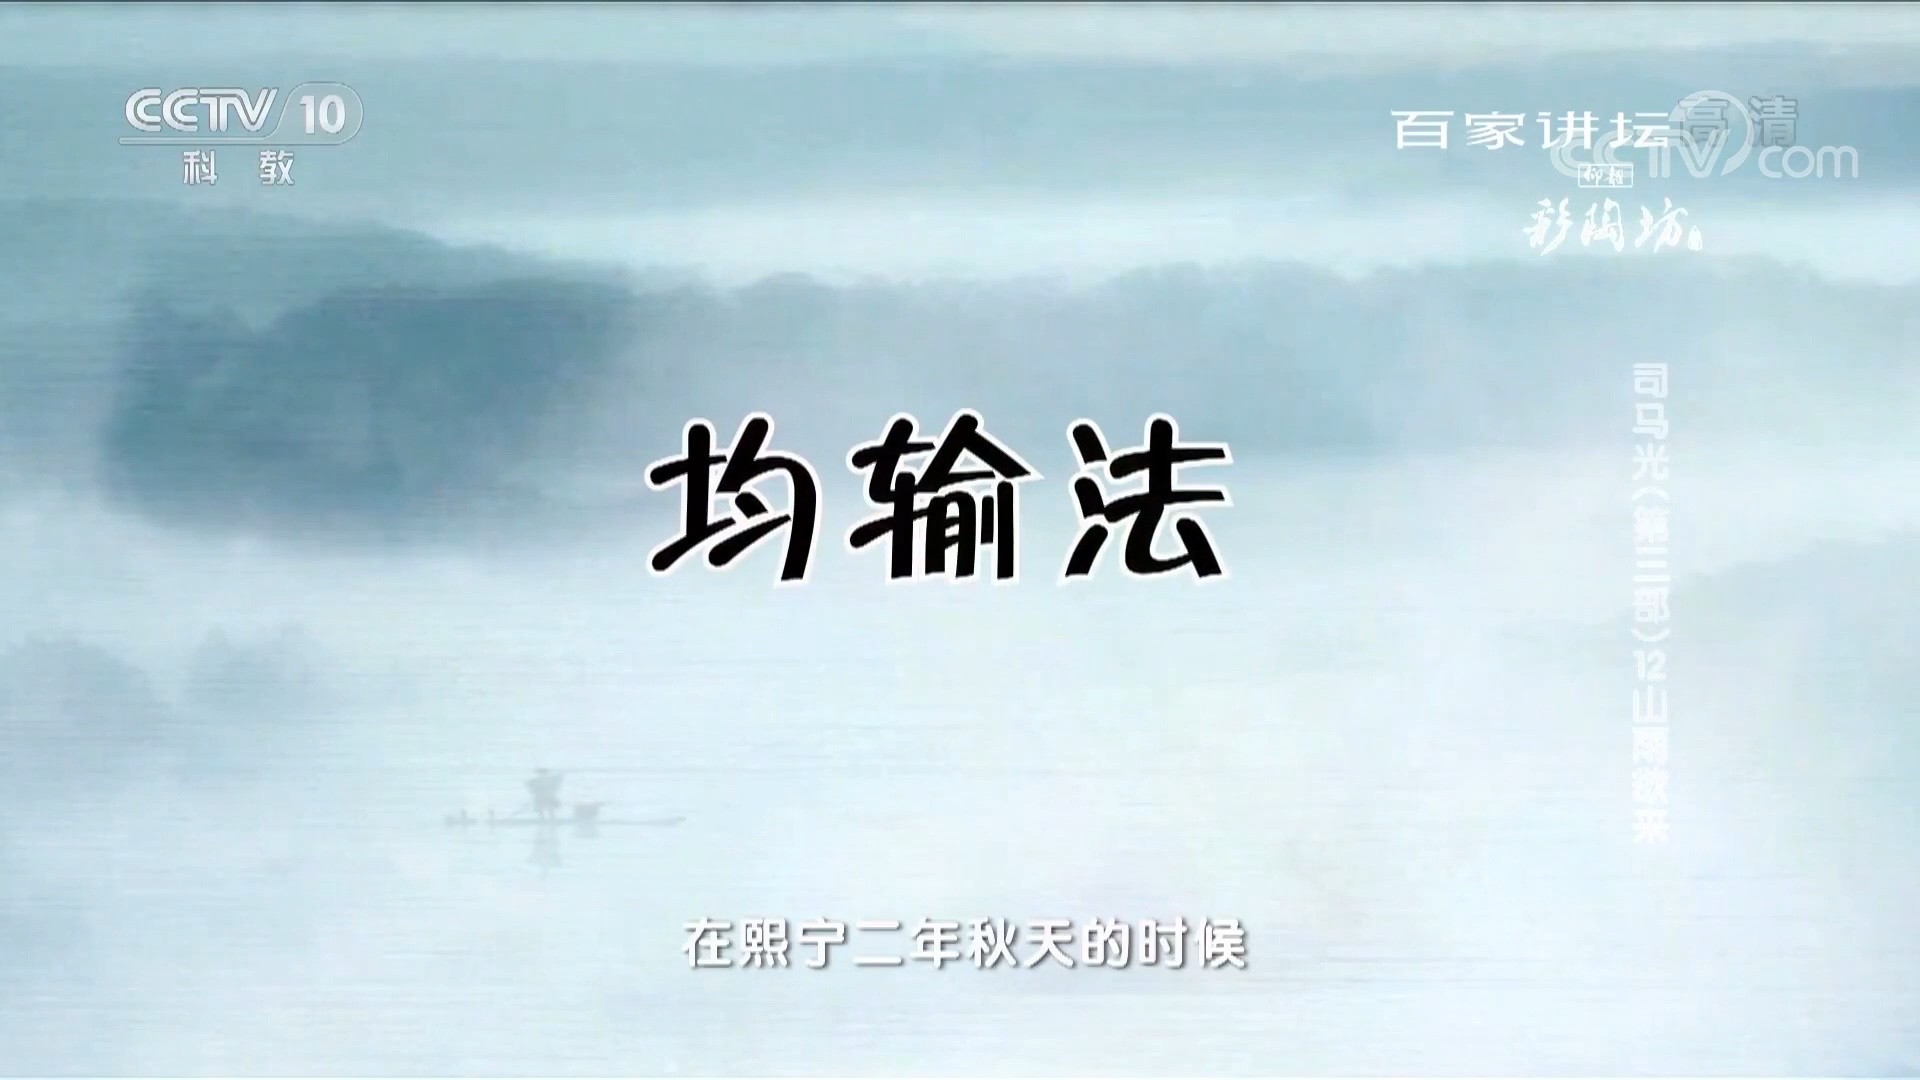 CCTV 10
科 教
百家讲坛
高清
CCTV.com
仰韶
彩陶坊
均输法
司马光（第三部）12山雨欲来
在熙宁二年秋天的时候